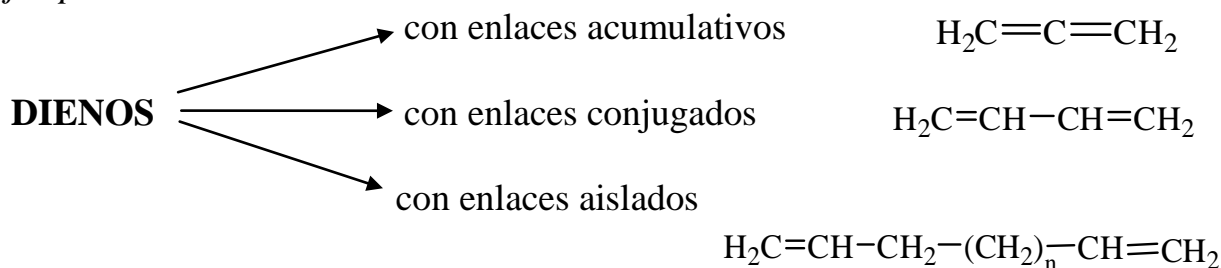 con enlaces acumulativos H₂C=C=CH₂
DIENOS con enlaces conjugados H₂C=CH-CH=CH₂
con enlaces aislados
H₂C=CH-CH₂-(CH₂)ₙ-CH=CH₂